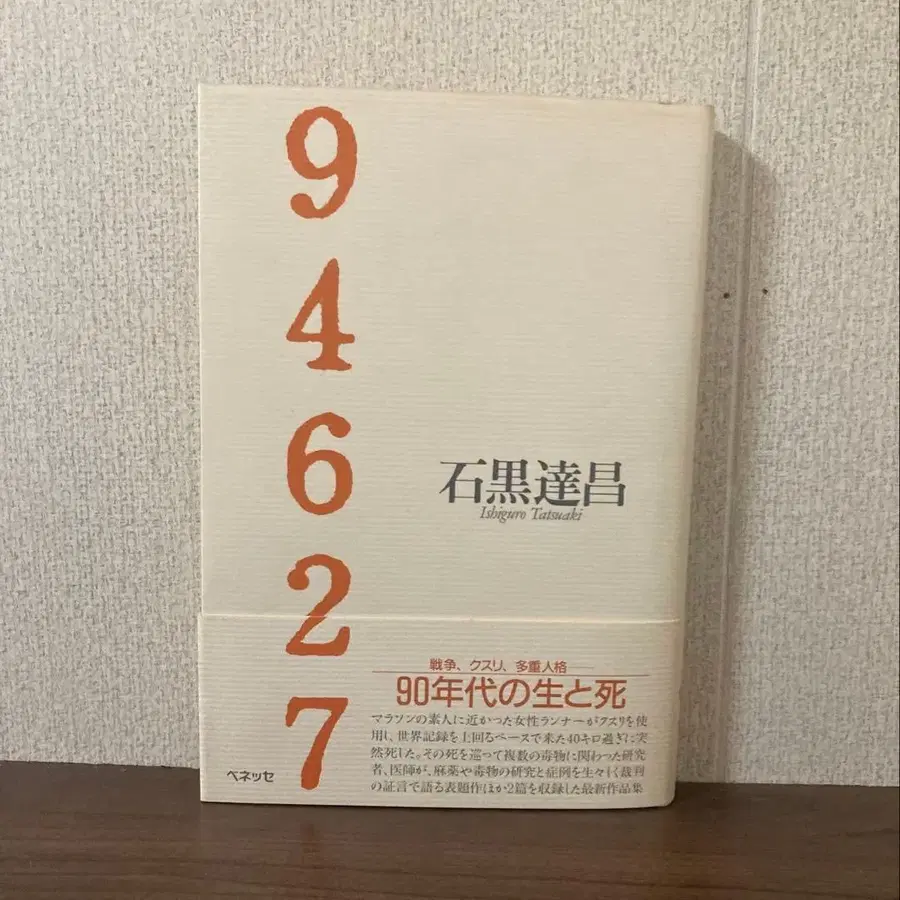 94627
石黒達昌
Ishiguro Tatsuaki
戦争、クスリ、多重人格
90年代の生と死
マラソンの素人に近かった女性ランナーがクスリを使
用し、世界記録を上回るペースで来た40キロ過ぎに突
然死した。その死を巡って複数の毒物に関わった研究
者、医師が、麻薬や毒物の研究と症例を生々しく裁判
の証言で語る表題作ほか2篇を収録した最新作品集
ベネッセ